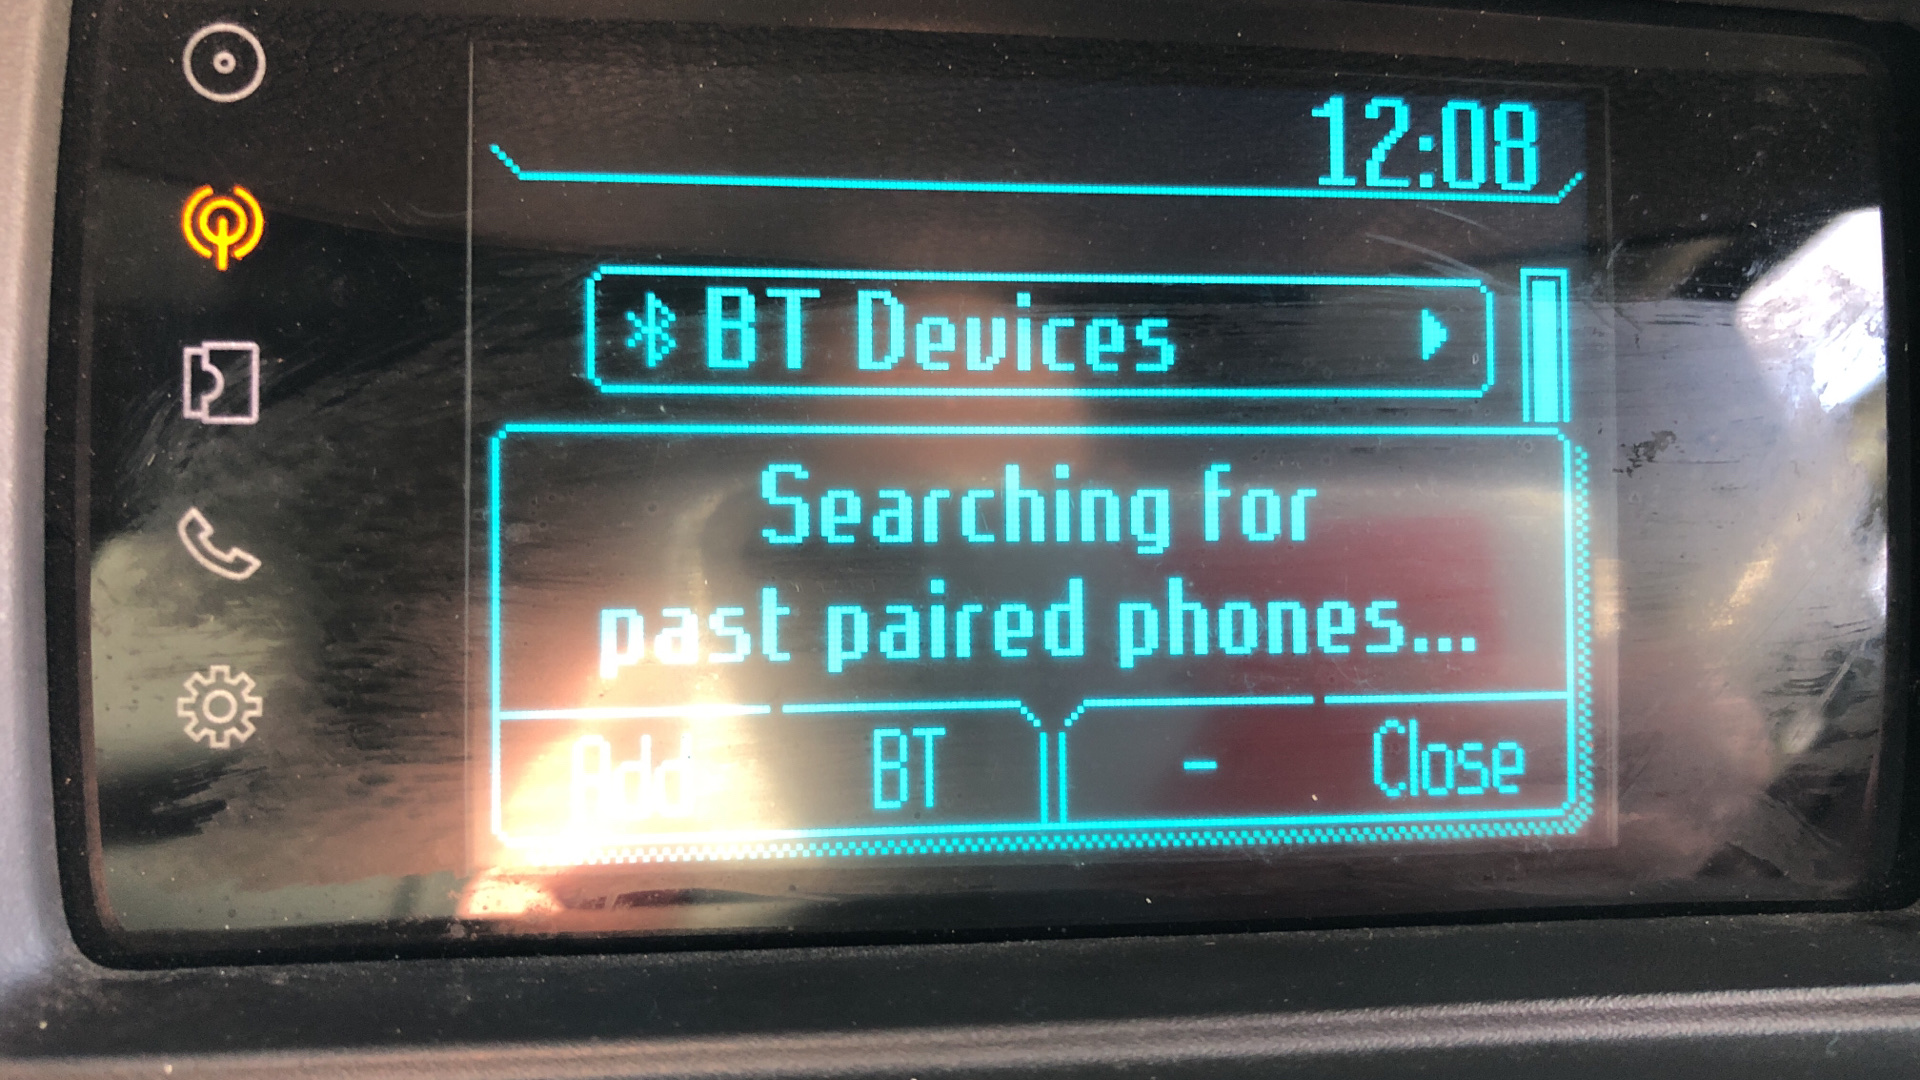 12:08
BT Devices
Searching for
past paired phones...
Add BT - Close